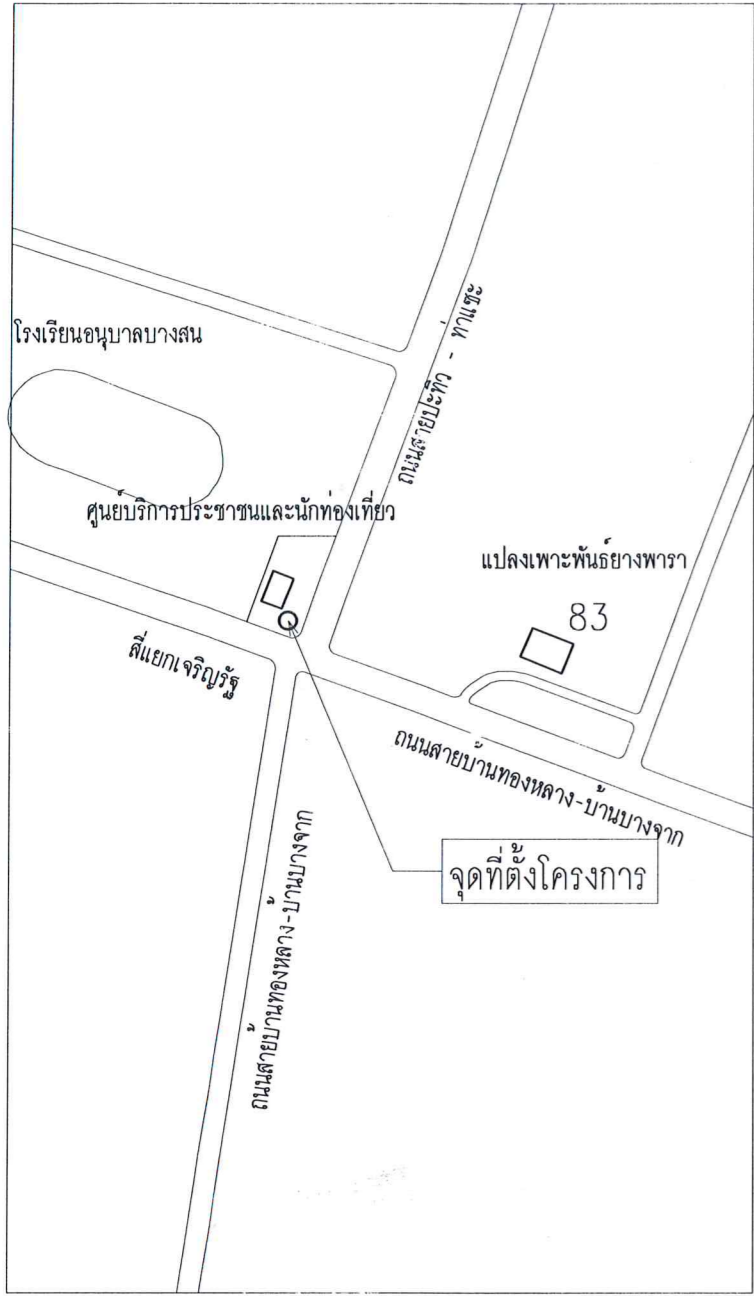 โรงเรียนอนุบาลบางสน
ถนนสายปะทิว - ท่าแซะ
ศูนย์บริการประชาชนและนักท่องเที่ยว
แปลงเพาะพันธ์ยางพารา
83
สี่แยกเจริญรัฐ
ถนนสายบ้านทองหลาง-บ้านบางจาก
จุดที่ตั้งโครงการ
ถนนสายบ้านทองหลาง-บ้านบางจาก